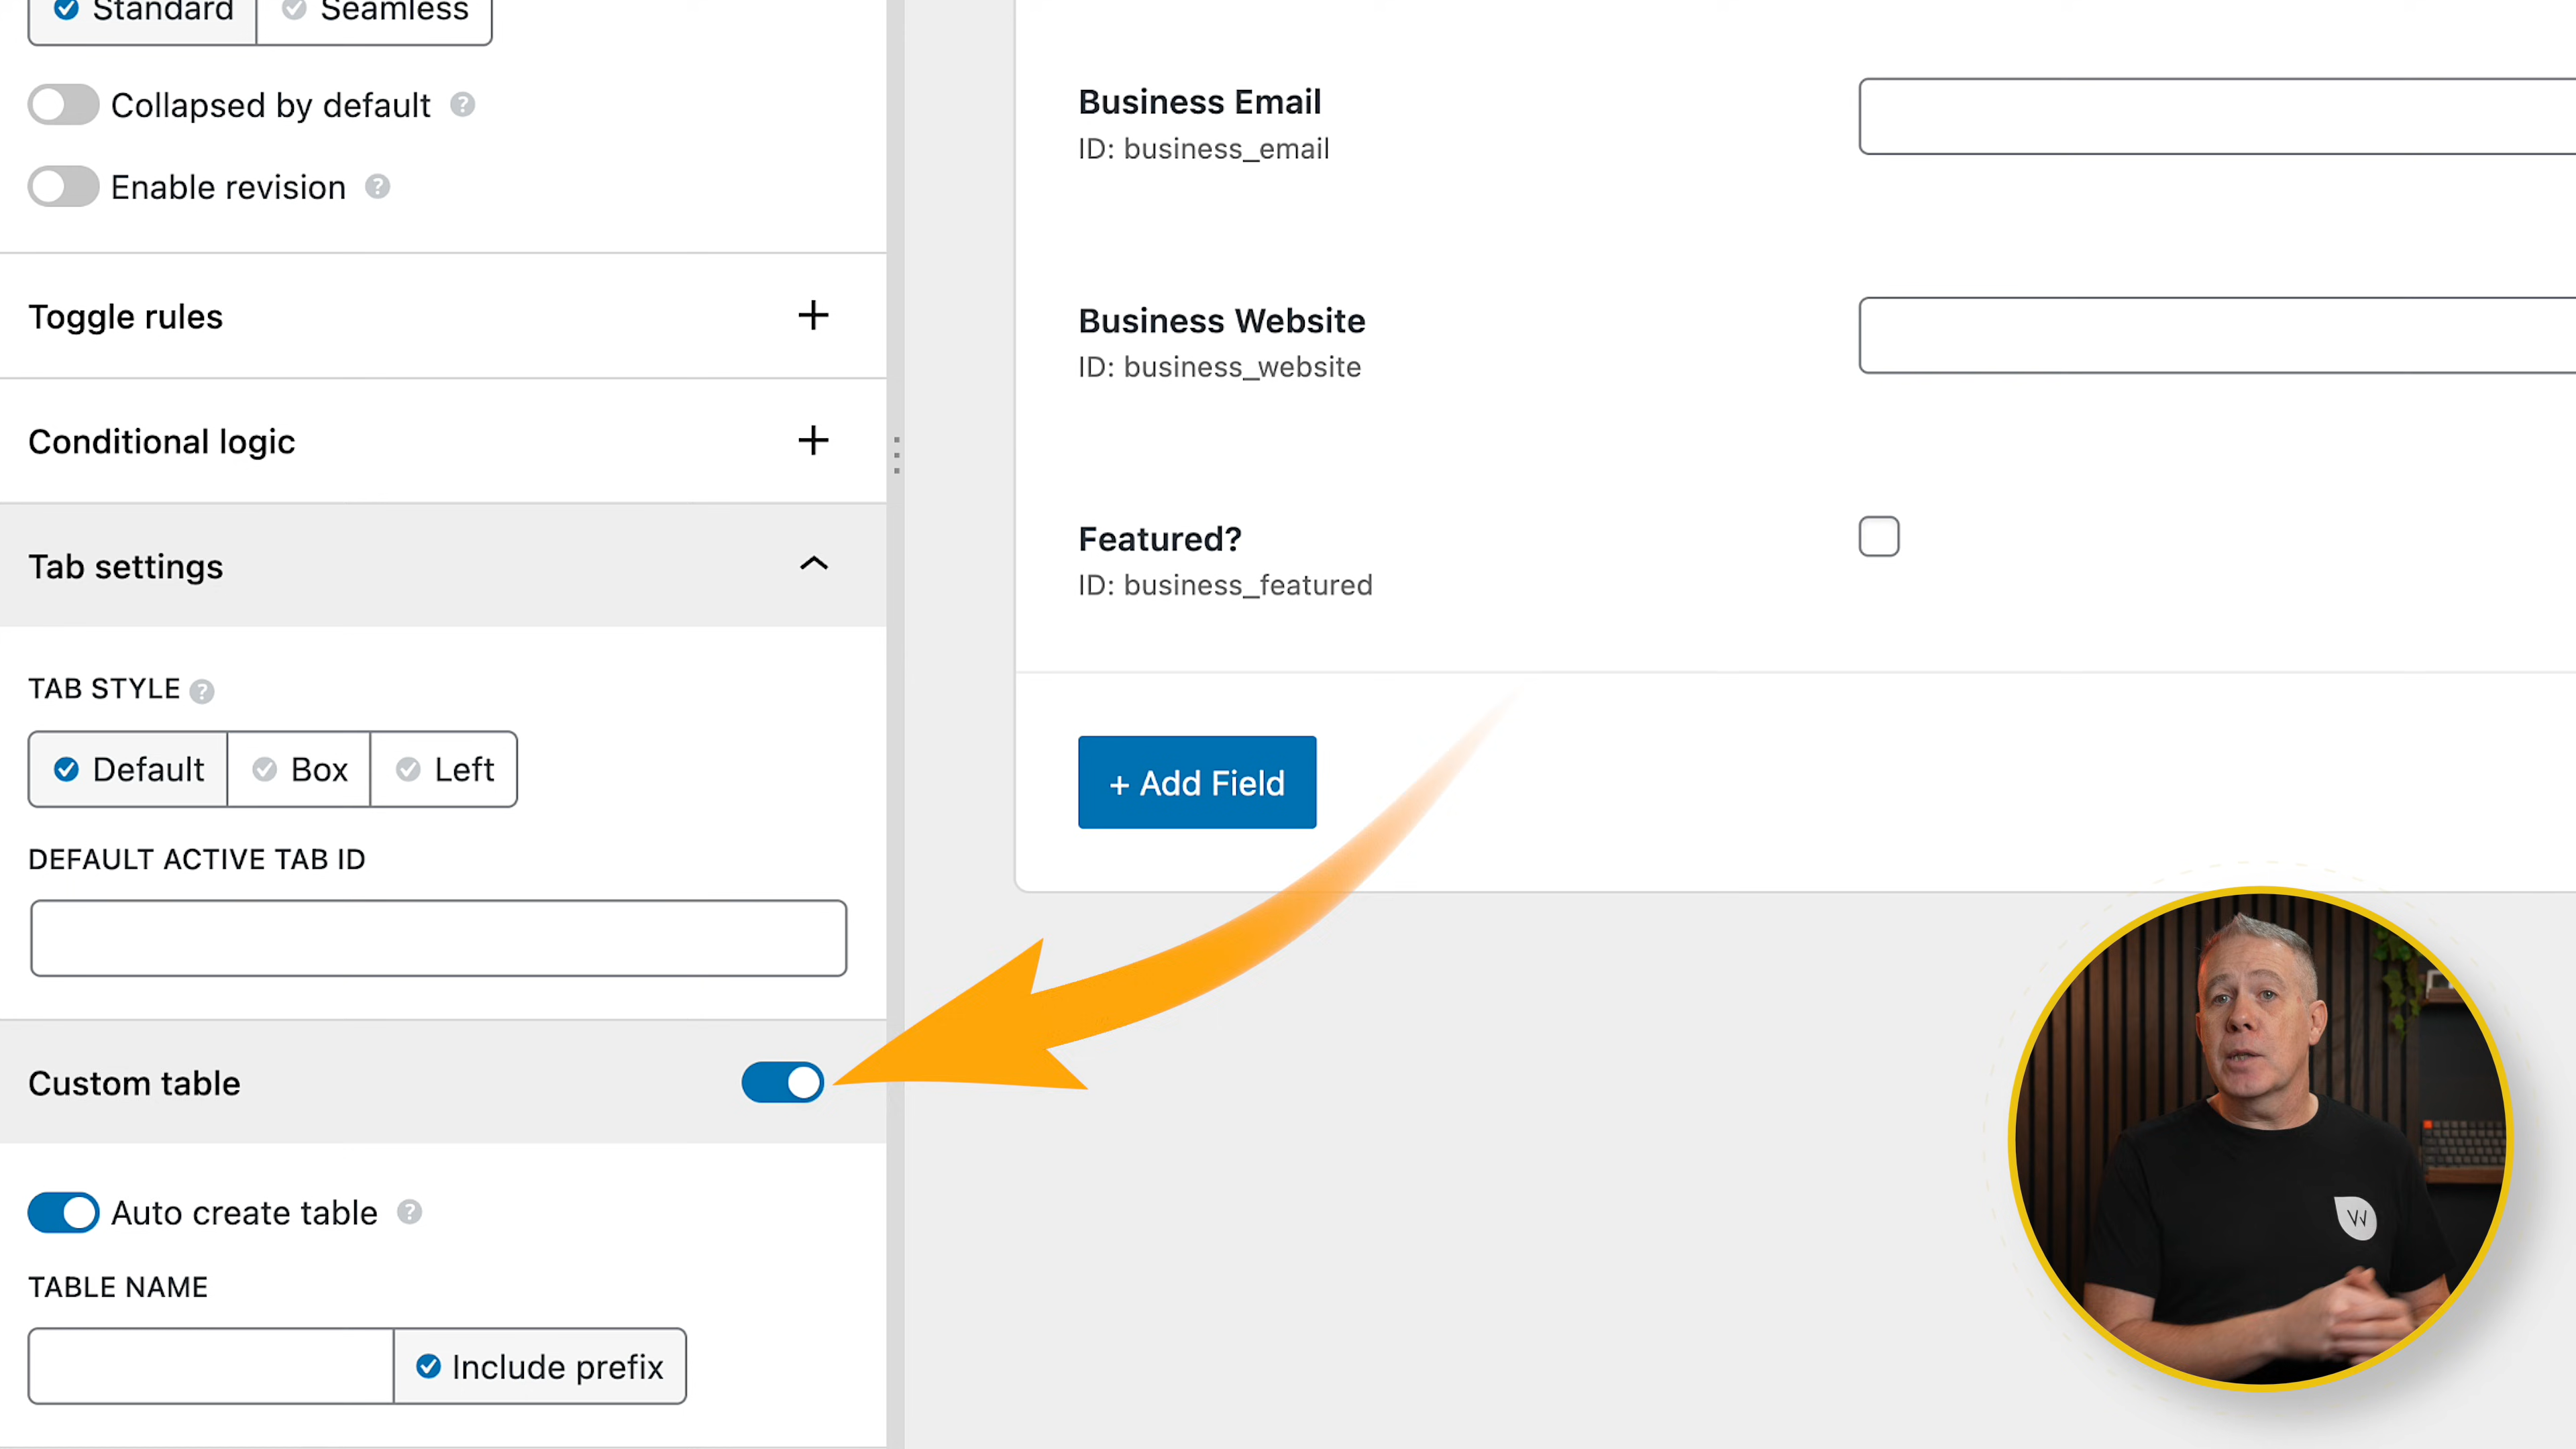 Standard
Seamless
Collapsed by default
Enable revision
Toggle rules
Conditional logic
Tab settings
TAB STYLE
Default
Box
Left
DEFAULT ACTIVE TAB ID
Custom table
Auto create table
TABLE NAME
Include prefix
Business Email
ID: business_email
Business Website
ID: business_website
Featured?
ID: business_featured
+ Add Field
W